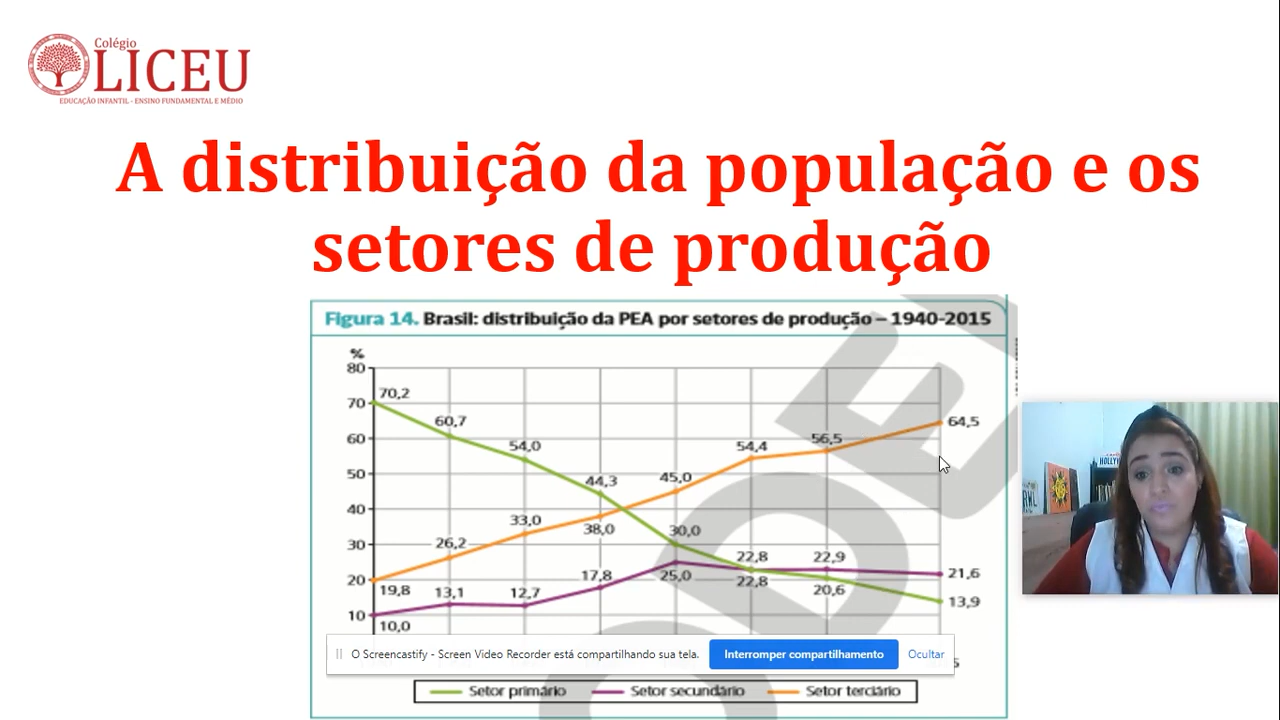 Colégio
LICEU
EDUCAÇÃO INFANTIL - ENSINO FUNDAMENTAL E MÉDIO
A distribuição da população e os
setores de produção
Figura 14. Brasil: distribuição da PEA por setores de produção – 1940-2015
%
80
70
60
50
40
30
20
10
70,2
60,7
54,0
44,3
30,0
22,8
20,6
13,9
19,8
26,2
33,0
38,0
45,0
54,4
56,5
64,5
10,0
13,1
12,7
17,8
25,0
22,8
22,9
21,6
O Screencastify - Screen Video Recorder está compartilhando sua tela.
Interromper compartilhamento
Ocultar
Setor primário
Setor secundário
Setor terciário